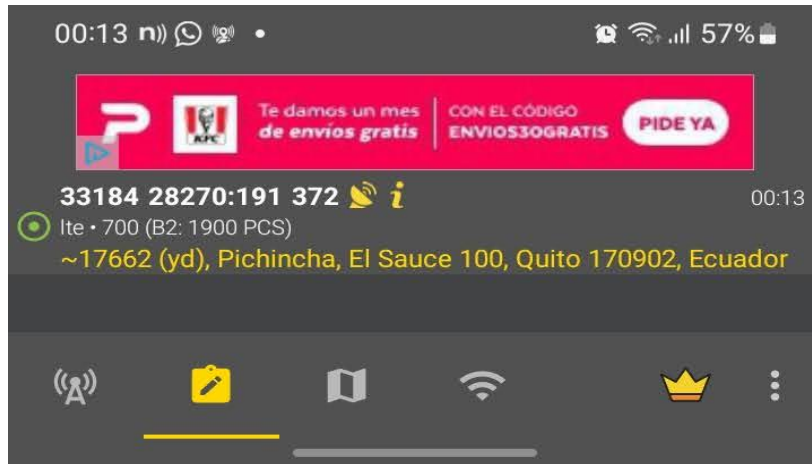 00:13 n)) 57%
Te damos un mes
de envíos gratis
CON EL CÓDIGO
ENVIOS30GRATIS
PIDE YA
KFC
33184 28270:191 372 i
00:13
lte • 700 (B2: 1900 PCS)
~17662 (yd), Pichincha, El Sauce 100, Quito 170902, Ecuador